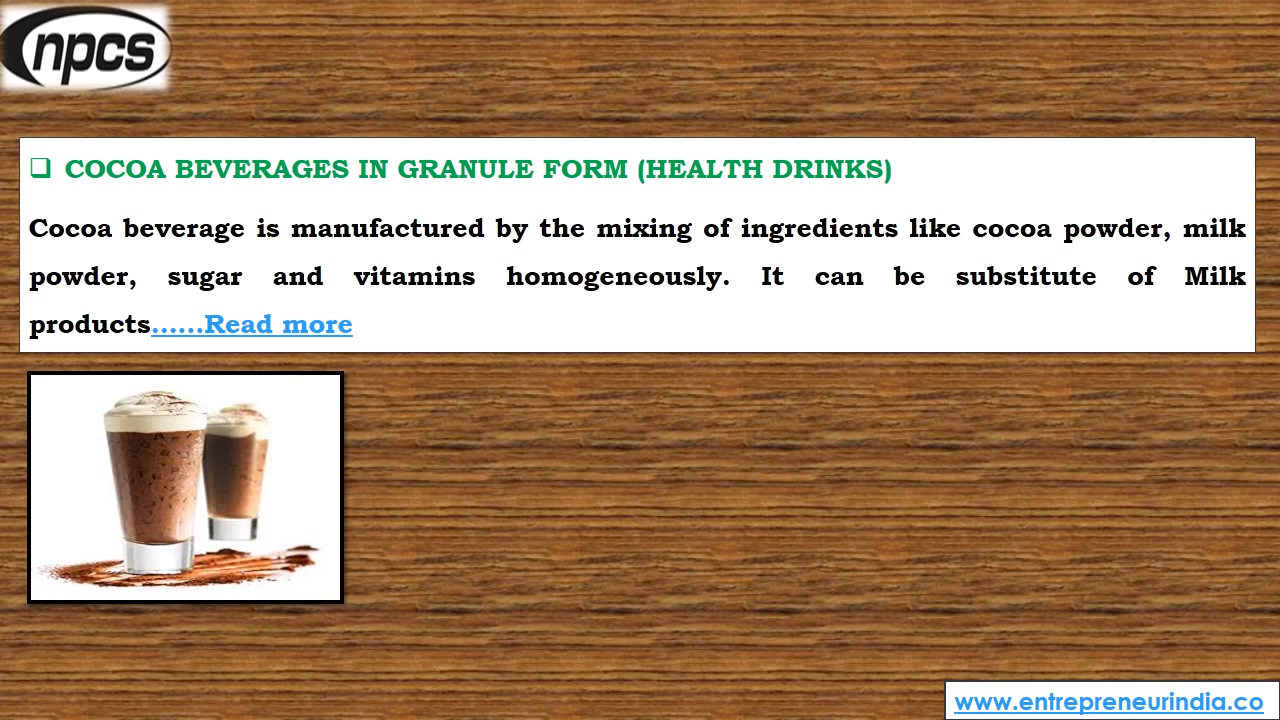 npcs
❑ COCOA BEVERAGES IN GRANULE FORM (HEALTH DRINKS)
Cocoa beverage is manufactured by the mixing of ingredients like cocoa powder, milk
powder, sugar and vitamins homogeneously. It can be substitute of Milk
products......Read more
www.entrepreneurindia.co